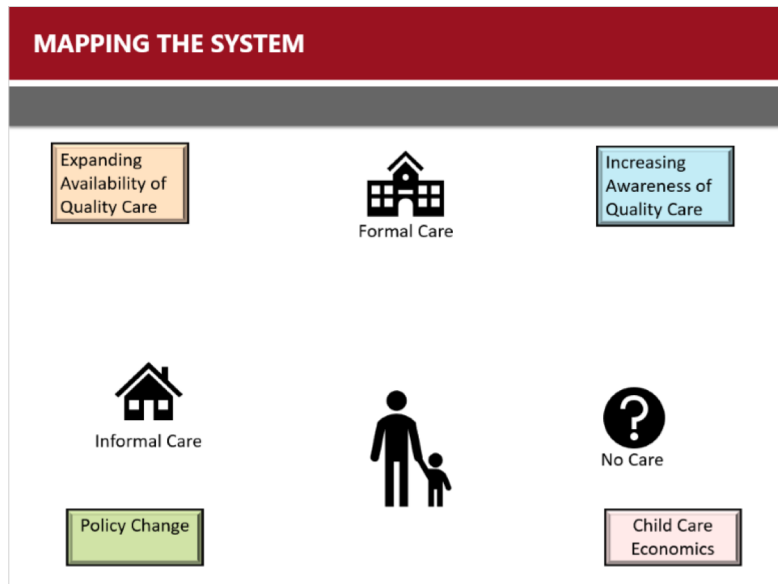 MAPPING THE SYSTEM
Expanding
Availability of
Quality Care
Increasing
Awareness of
Quality Care
Formal Care
Informal Care
?
No Care
Policy Change
Child Care
Economics